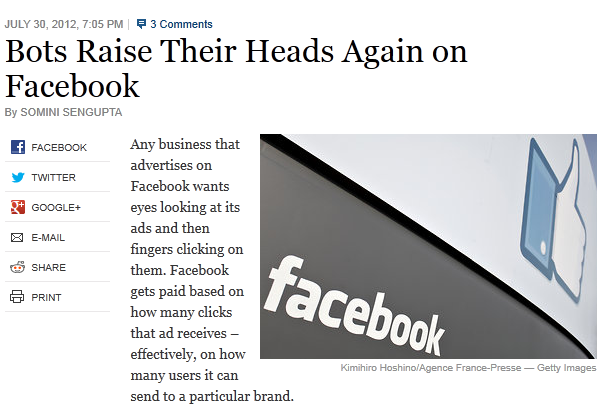 JULY 30, 2012, 7:05 PM | 3 Comments
Bots Raise Their Heads Again on
Facebook
By SOMINI SENGUPTA
FACEBOOK
TWITTER
GOOGLE+
E-MAIL
SHARE
PRINT
Any business that
advertises on
Facebook wants
eyes looking at its
ads and then
fingers clicking on
them. Facebook
gets paid based on
how many clicks
that ad receives –
effectively, on how
many users it can
send to a particular brand.
facebook
Kimihiro Hoshino/Agence France-Presse — Getty Images